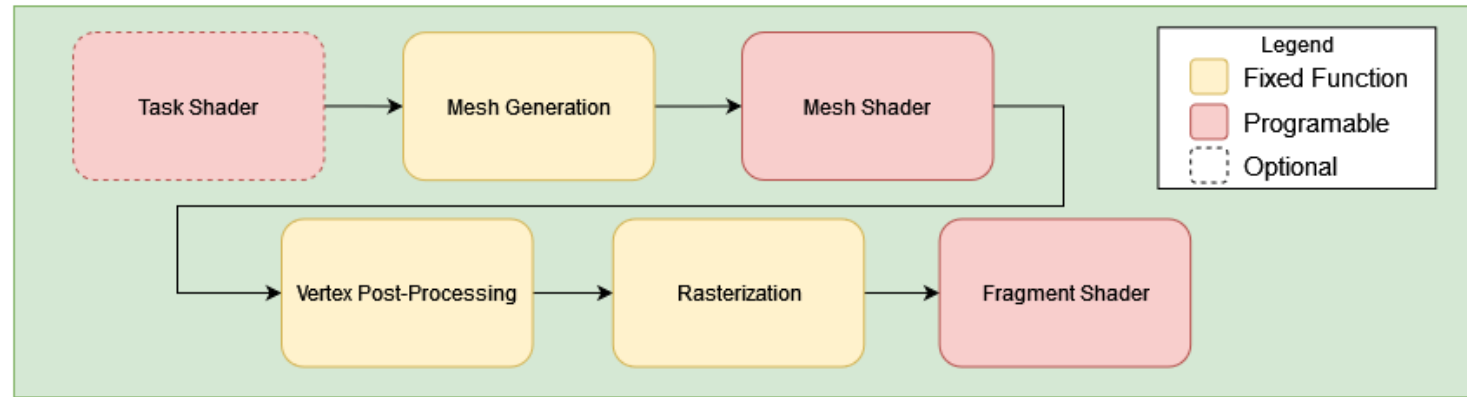 Task Shader
Mesh Generation
Mesh Shader
Legend
Fixed Function
Programable
Optional
Vertex Post-Processing
Rasterization
Fragment Shader